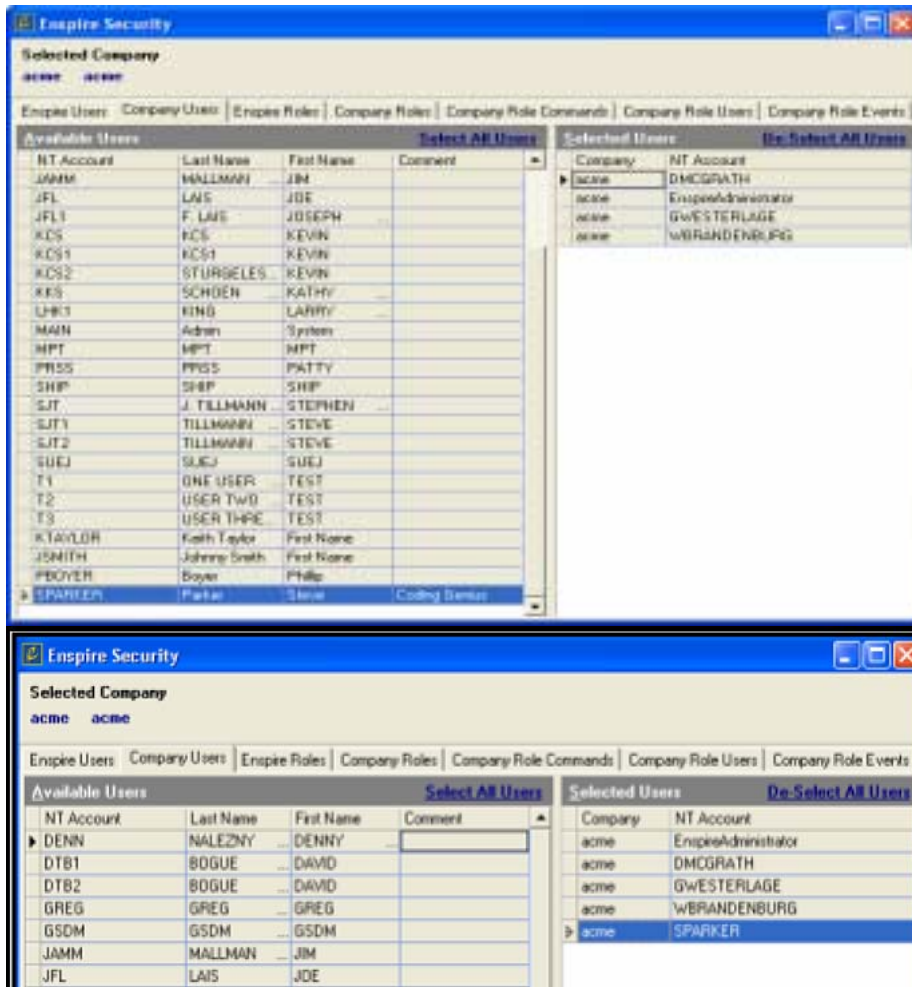 Enspire Security
Selected Company
acme acme
Enspire Users Company Users Enspire Roles Company Roles Company Role Commands Company Role Users Company Role Events
Available Users Select All Users
NT Account Last Name First Name Comment
JAMM MALLMAN ... JIM
JFL LAIS JOE
JFL1 F. LAIS JOSEPH ...
KCS KCS KEVIN
KCS1 KCS1 KEVIN
KCS2 STURGELES... KEVIN
KKS SCHOEN KATHY ...
LHK1 KING LARRY ...
MAIN Admin System
MPT MPT MPT
PRISS PRISS PATTY
SHIP SHIP SHIP
SJT J. TILLMANN... STEPHEN ...
SJT1 TILLMANN ... STEVE
SJT2 TILLMANN ... STEVE
SUEJ SUEJ SUEJ
T1 ONE USER TEST
T2 USER TWO TEST
T3 USER THRE... TEST
KTAYLOR Keith Taylor First Name
JSMITH Johnny Smith First Name
PBOYER Boyer Phillip
SPARKER Parker Steve Coding Genius
Selected Users De-Select All Users
Company NT Account
acme DMCGRATH
acme EnspireAdministrator
acme GWESTERLAGE
acme WBRANDENBURG
Enspire Security
Selected Company
acme acme
Enspire Users Company Users Enspire Roles Company Roles Company Role Commands Company Role Users Company Role Events
Available Users Select All Users
NT Account Last Name First Name Comment
DENN NALEZNY ... DENNY ...
DTB1 BOGUE ... DAVID
DTB2 BOGUE ... DAVID
GREG GREG ... GREG
GSDM GSDM ... GSDM
JAMM MALLMAN ... JIM
JFL LAIS JOE
Selected Users De-Select All Users
Company NT Account
acme EnspireAdministrator
acme DMCGRATH
acme GWESTERLAGE
acme WBRANDENBURG
acme SPARKER